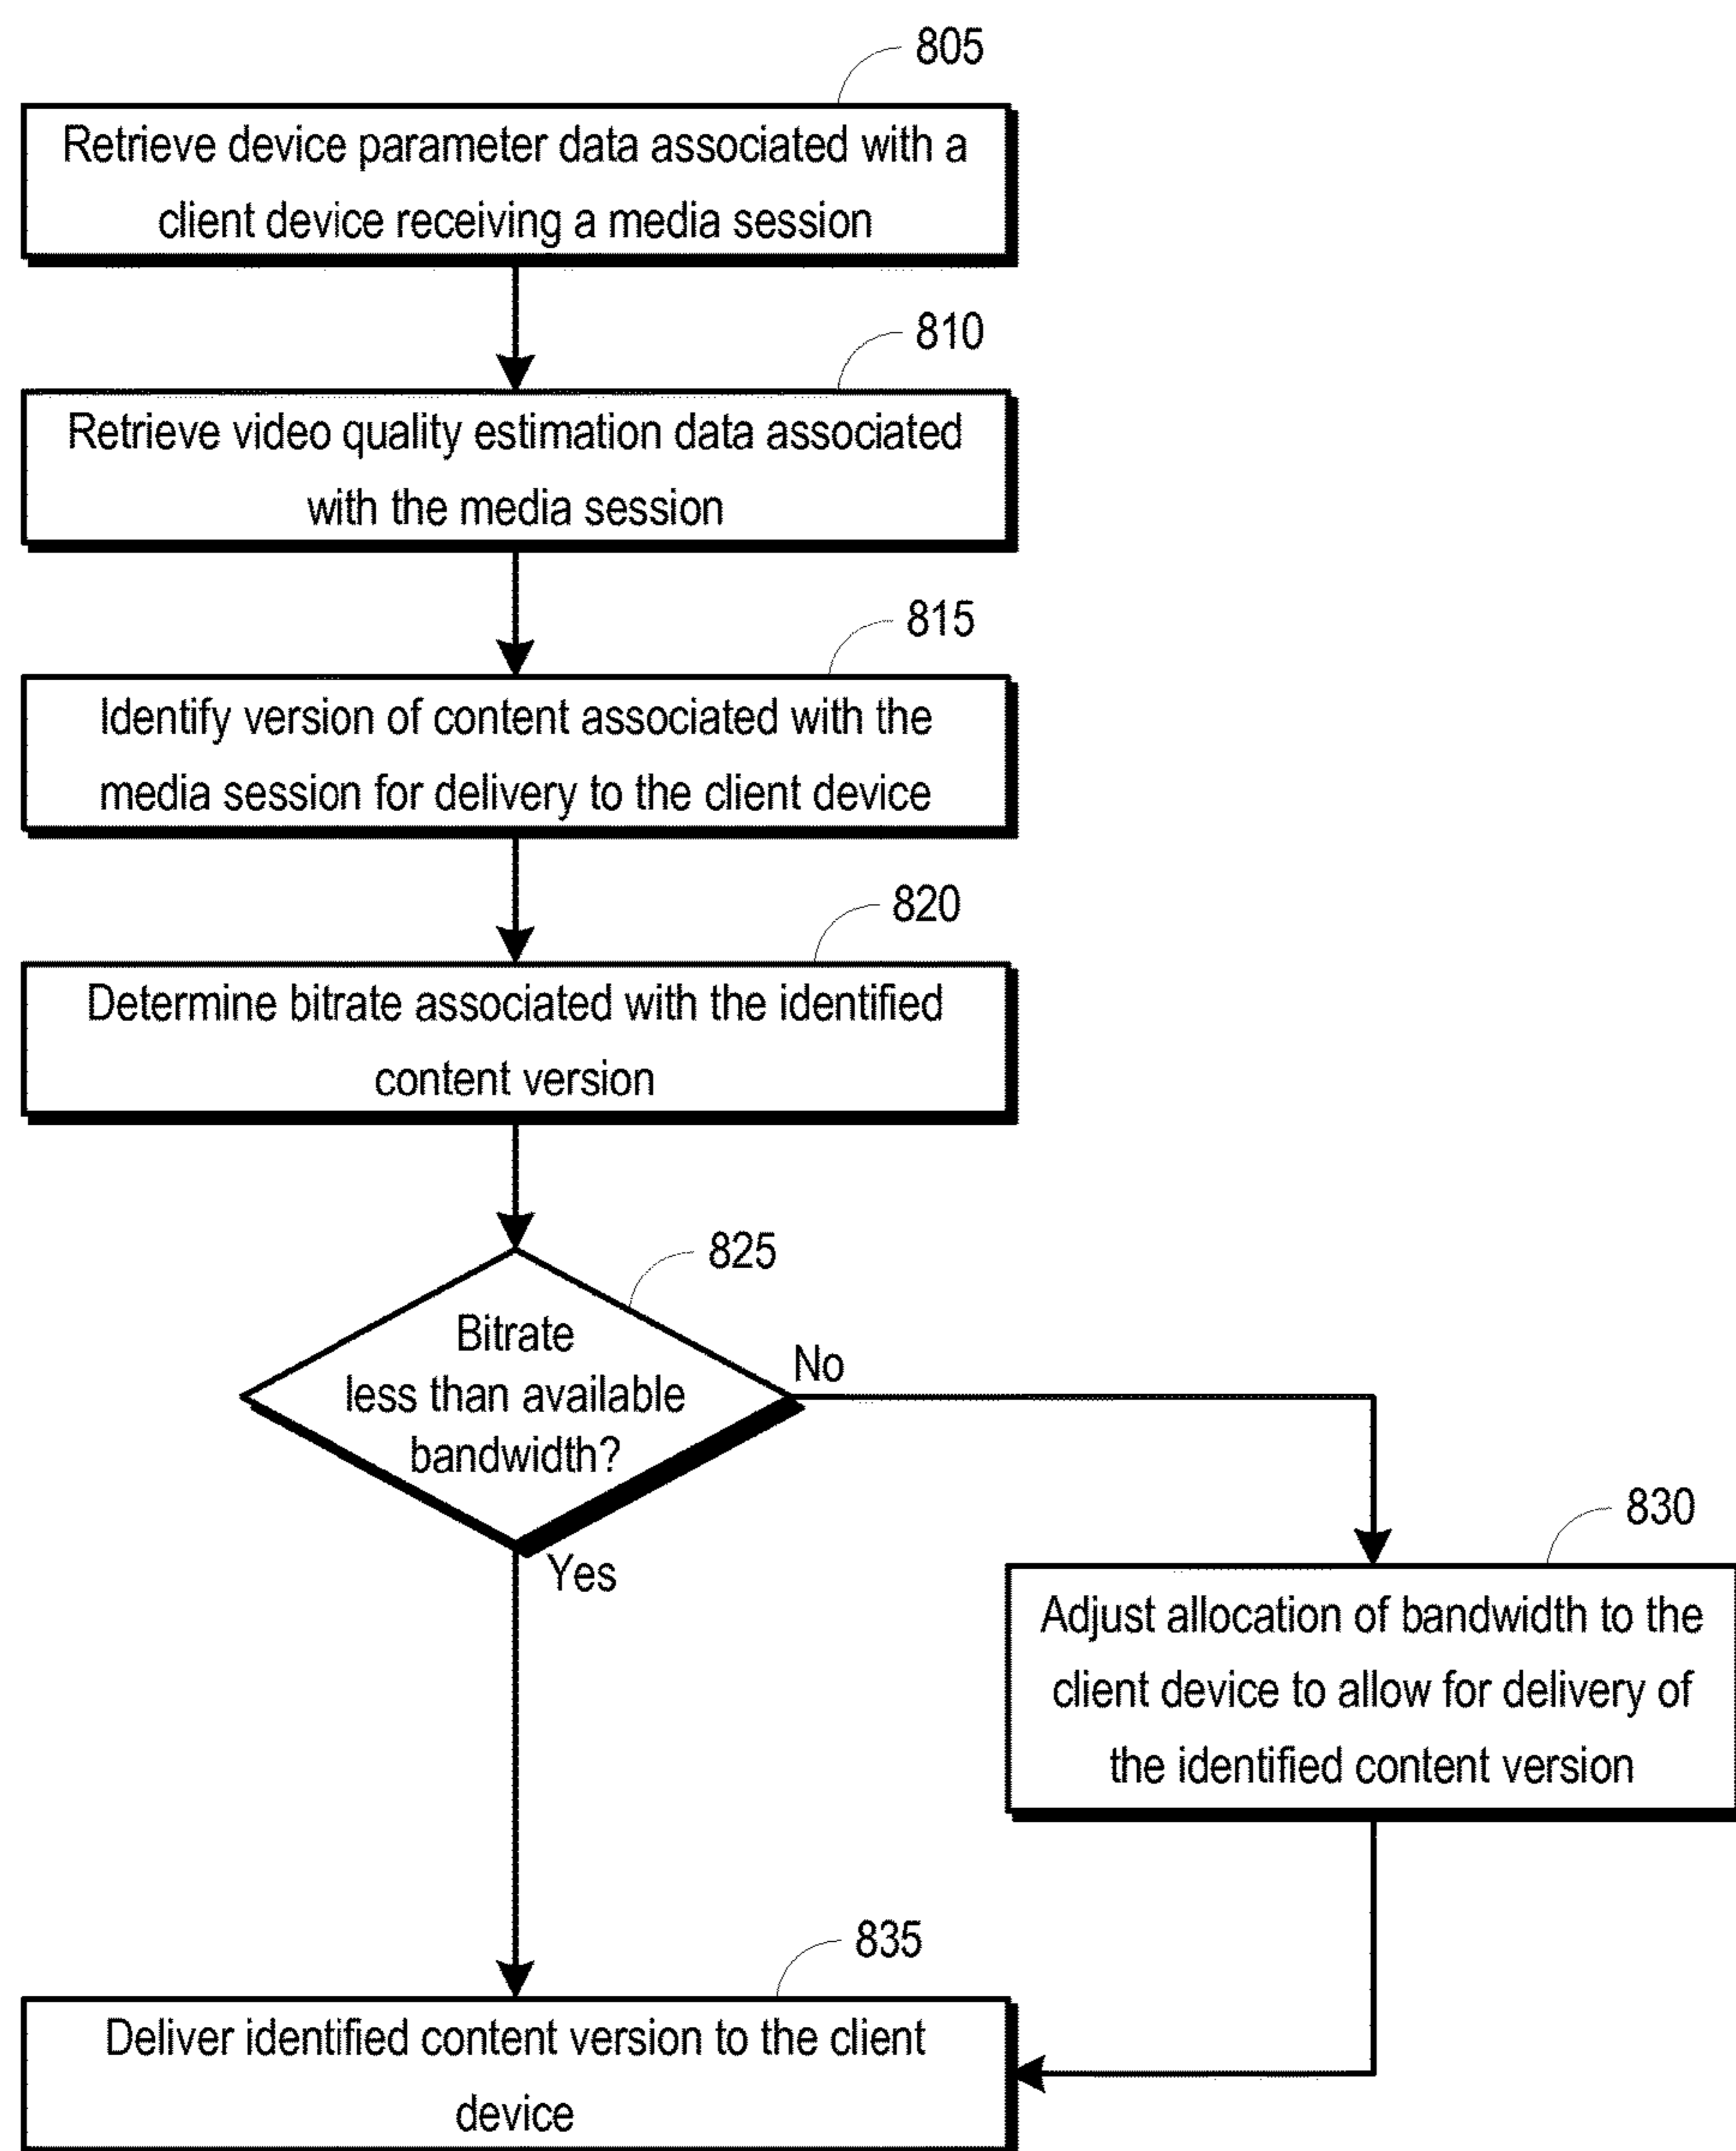 805
Retrieve device parameter data associated with a
client device receiving a media session
810
Retrieve video quality estimation data associated
with the media session
815
Identify version of content associated with the
media session for delivery to the client device
820
Determine bitrate associated with the identified
content version
825
Bitrate
less than available
bandwidth?
No
Yes
830
Adjust allocation of bandwidth to the
client device to allow for delivery of
the identified content version
835
Deliver identified content version to the client
device